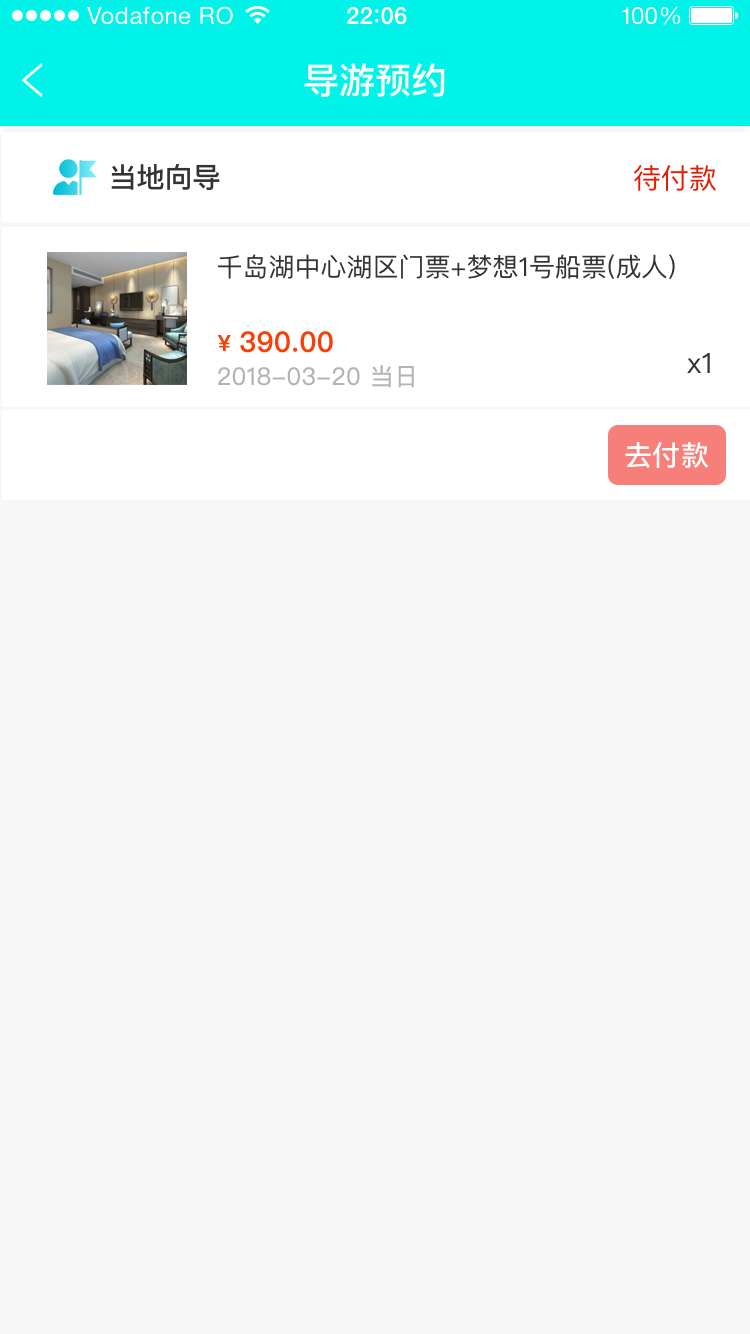 Vodafone RO 22:06 100%
导游预约
当地向导 待付款
千岛湖中心湖区门票+梦想1号船票(成人)
¥ 390.00
x1
2018-03-20 当日
去付款